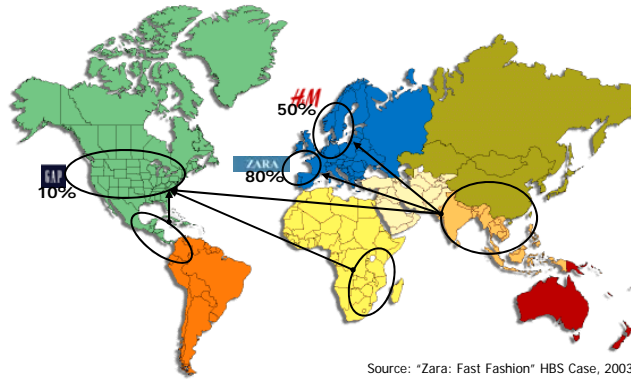 H&M
50%
ZARA
80%
GAP
10%
Source: “Zara: Fast Fashion” HBS Case, 2003